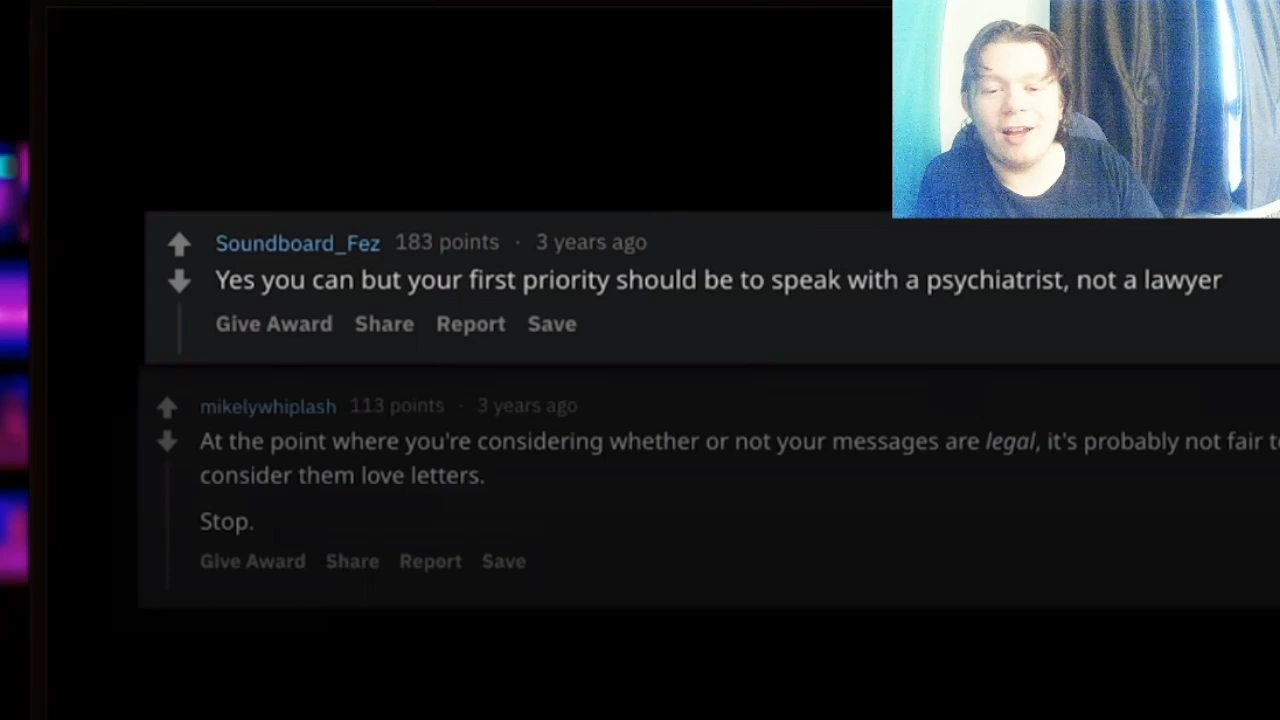 Soundboard_Fez 183 points · 3 years ago
Yes you can but your first priority should be to speak with a psychiatrist, not a lawyer
Give Award Share Report Save
mikelywhiplash 113 points · 3 years ago
At the point where you're considering whether or not your messages are legal, it's probably not fair to
consider them love letters.
Stop.
Give Award Share Report Save